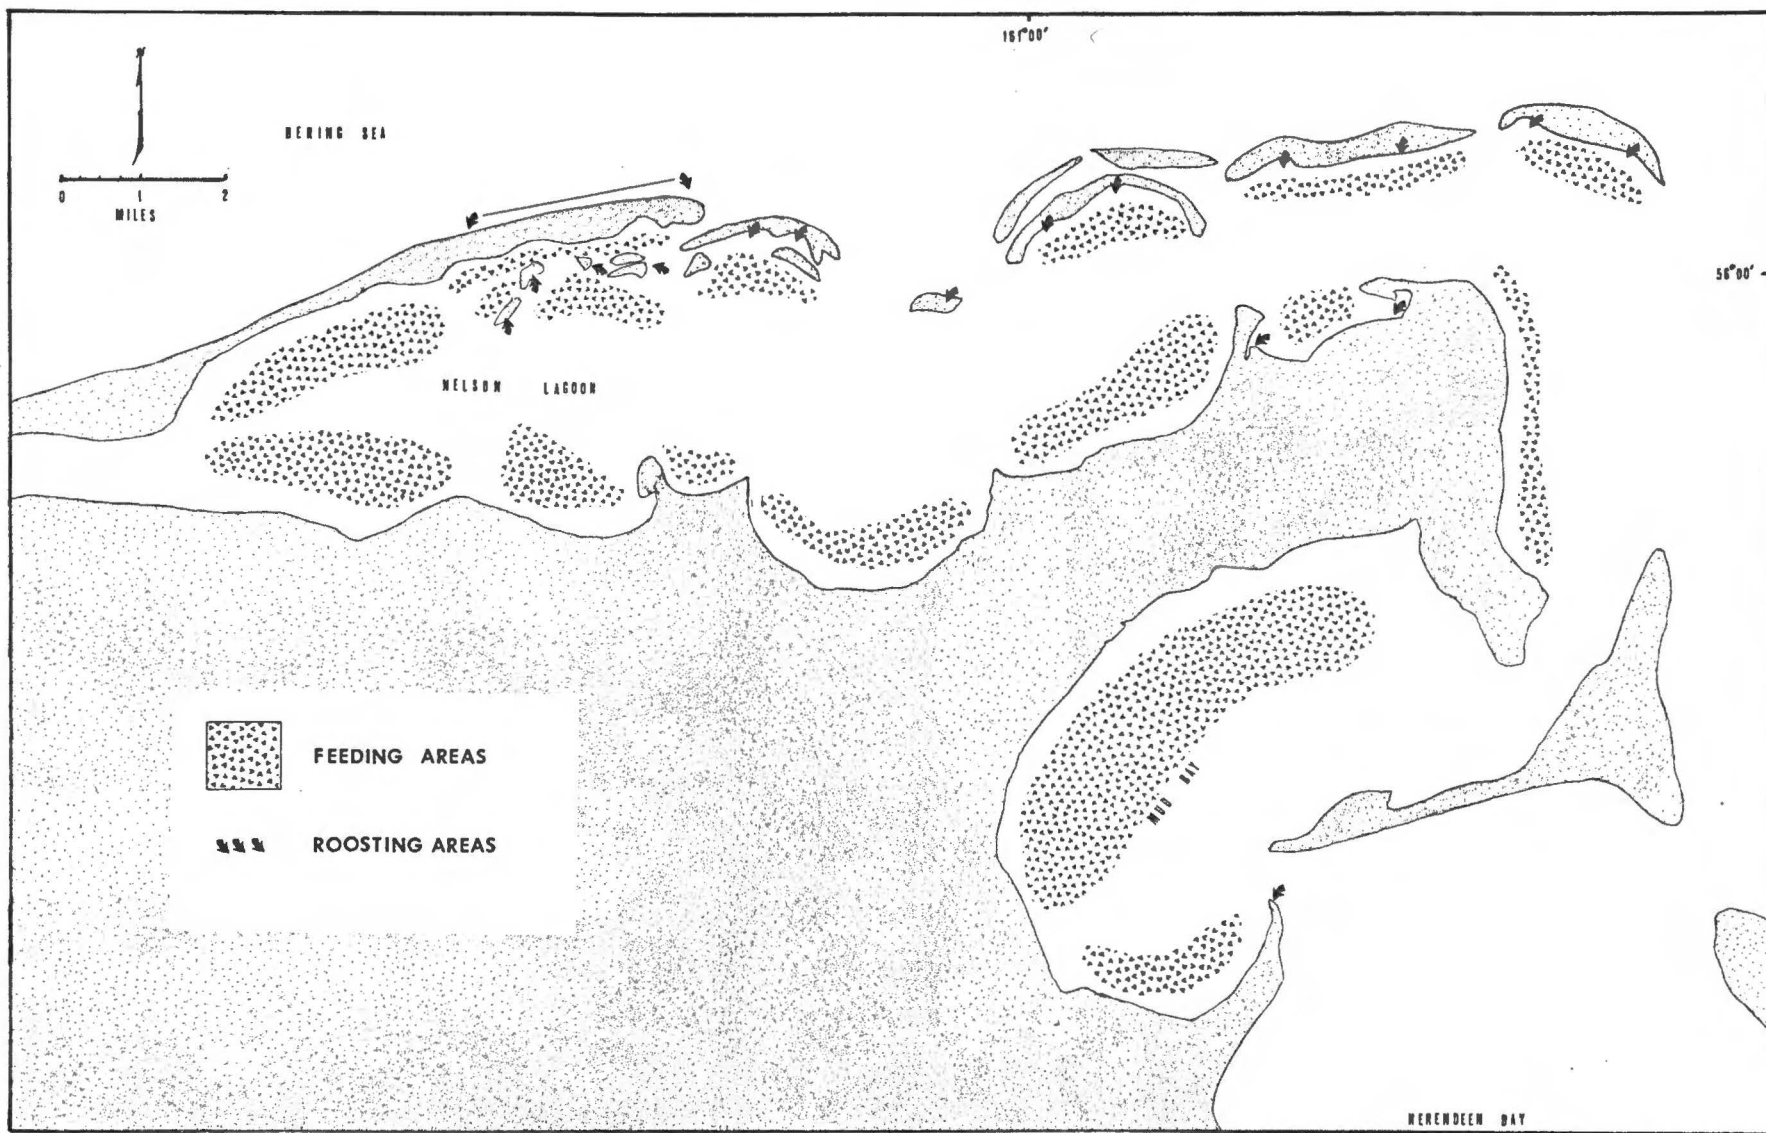 161°00'
N
BERING SEA
0 1 2
MILES
56°00'
NELSON LAGOON
FEEDING AREAS
MUD BAY
ROOSTING AREAS
HERENDEEN BAY